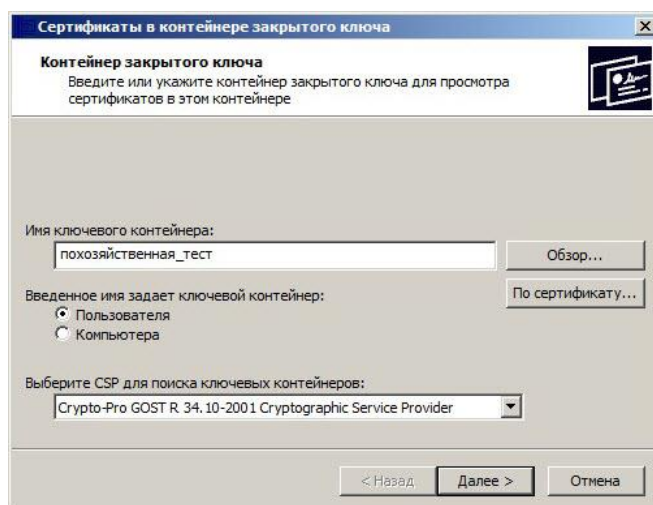 Сертификаты в контейнере закрытого ключа
Контейнер закрытого ключа
Введите или укажите контейнер закрытого ключа для просмотра
сертификатов в этом контейнере
Имя ключевого контейнера:
похозяйственная_тест
Обзор...
Введенное имя задает ключевой контейнер:
По сертификату...
Пользователя
Компьютера
Выберите CSP для поиска ключевых контейнеров:
Crypto-Pro GOST R 34.10-2001 Cryptographic Service Provider
< Назад
Далее >
Отмена